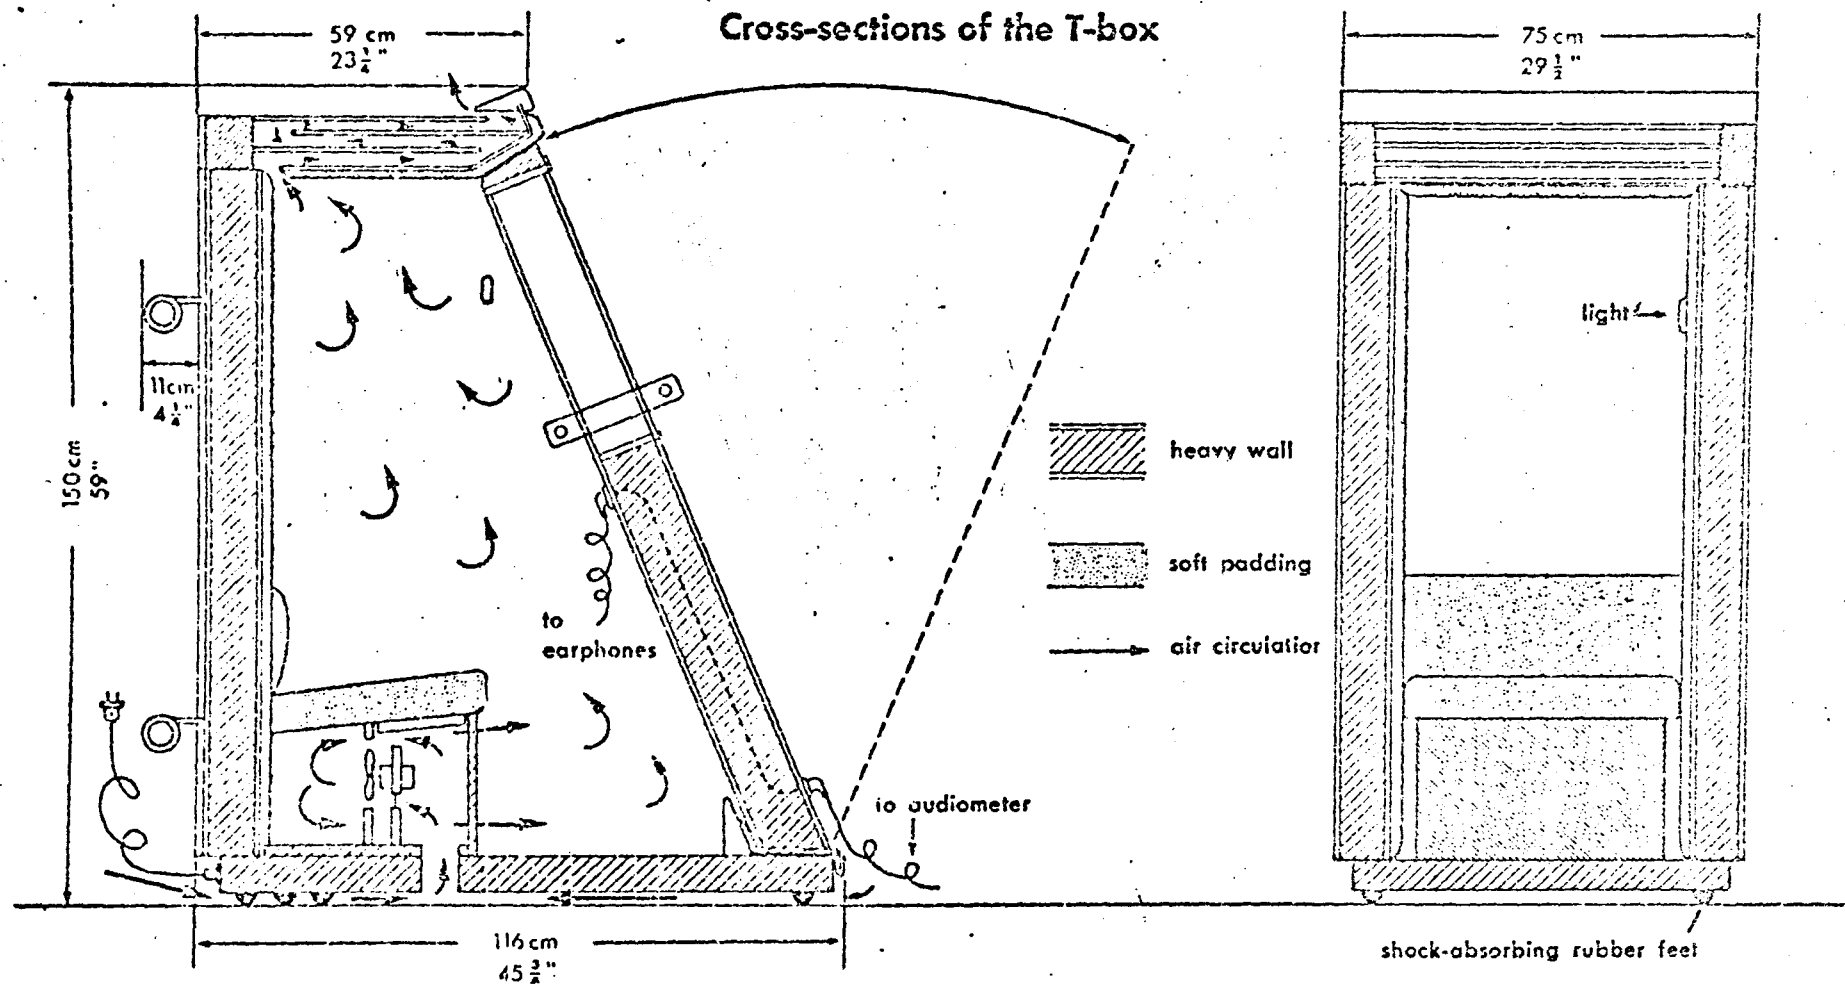 Cross-sections of the T-box
59 cm
23 1/4"
75 cm
29 1/2"
11cm
4 1/4"
150 cm
59"
light
heavy wall
soft padding
air circulation
to
earphones
to audiometer
116 cm
45 3/4"
shock-absorbing rubber feet